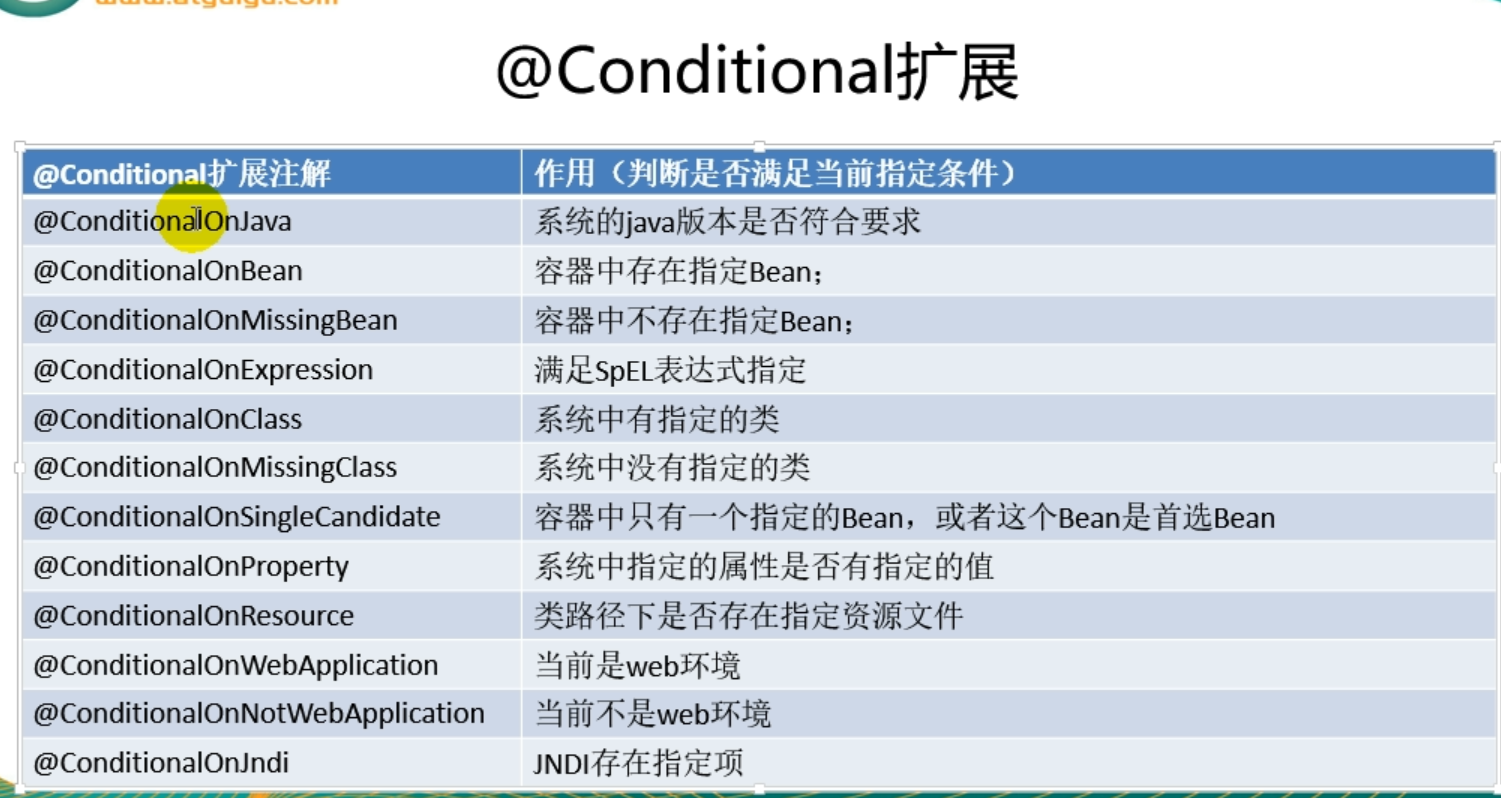 www.atguigu.com
@Conditional扩展
@Conditional扩展注解 作用（判断是否满足当前指定条件）
@ConditionalOnJava 系统的java版本是否符合要求
@ConditionalOnBean 容器中存在指定Bean；
@ConditionalOnMissingBean 容器中不存在指定Bean；
@ConditionalOnExpression 满足SpEL表达式指定
@ConditionalOnClass 系统中有指定的类
@ConditionalOnMissingClass 系统中没有指定的类
@ConditionalOnSingleCandidate 容器中只有一个指定的Bean，或者这个Bean是首选Bean
@ConditionalOnProperty 系统中指定的属性是否有指定的值
@ConditionalOnResource 类路径下是否存在指定资源文件
@ConditionalOnWebApplication 当前是web环境
@ConditionalOnNotWebApplication 当前不是web环境
@ConditionalOnJndi JNDI存在指定项